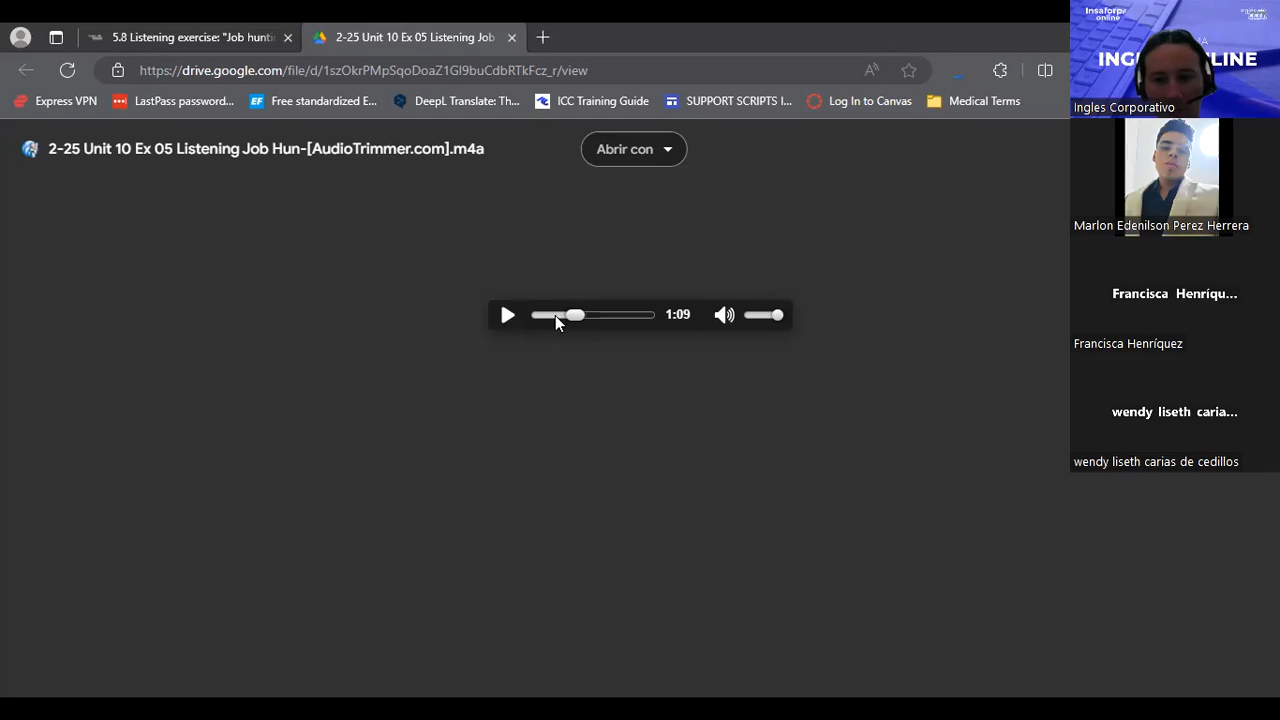 5.8 Listening exercise: "Job hunti
2-25 Unit 10 Ex 05 Listening Job
https://drive.google.com/file/d/1szOkrPMpSqoDoaZ1Gl9buCdbRTkFcz_r/view
Express VPN
LastPass password...
Free standardized E...
DeepL Translate: Th...
ICC Training Guide
SUPPORT SCRIPTS I...
Log In to Canvas
Medical Terms
2-25 Unit 10 Ex 05 Listening Job Hun-[AudioTrimmer.com].m4a
Abrir con
1:09
Insaforp
online
Ingles Corporativo
Marlon Edenilson Perez Herrera
Francisca Henríqu...
Francisca Henríquez
wendy liseth caria...
wendy liseth carias de cedillos